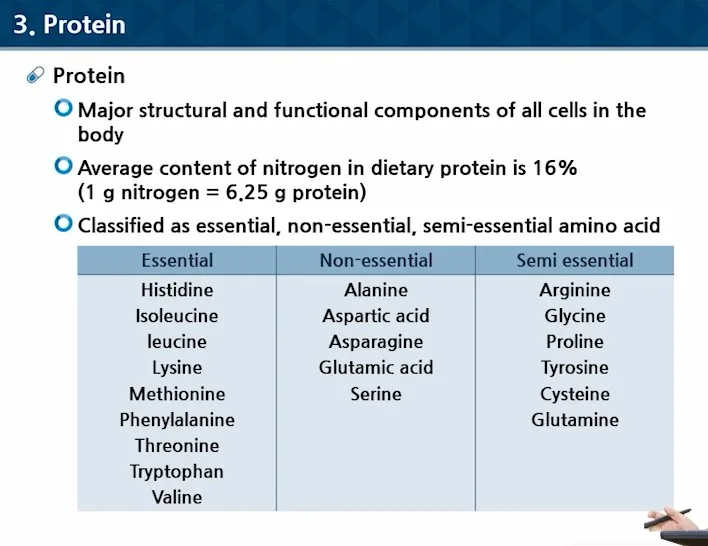 3. Protein
Protein
Major structural and functional components of all cells in the
body
Average content of nitrogen in dietary protein is 16%
(1 g nitrogen = 6.25 g protein)
Classified as essential, non-essential, semi-essential amino acid
Essential Non-essential Semi essential
Histidine Alanine Arginine
Isoleucine Aspartic acid Glycine
leucine Asparagine Proline
Lysine Glutamic acid Tyrosine
Methionine Serine Cysteine
Phenylalanine Glutamine
Threonine
Tryptophan
Valine